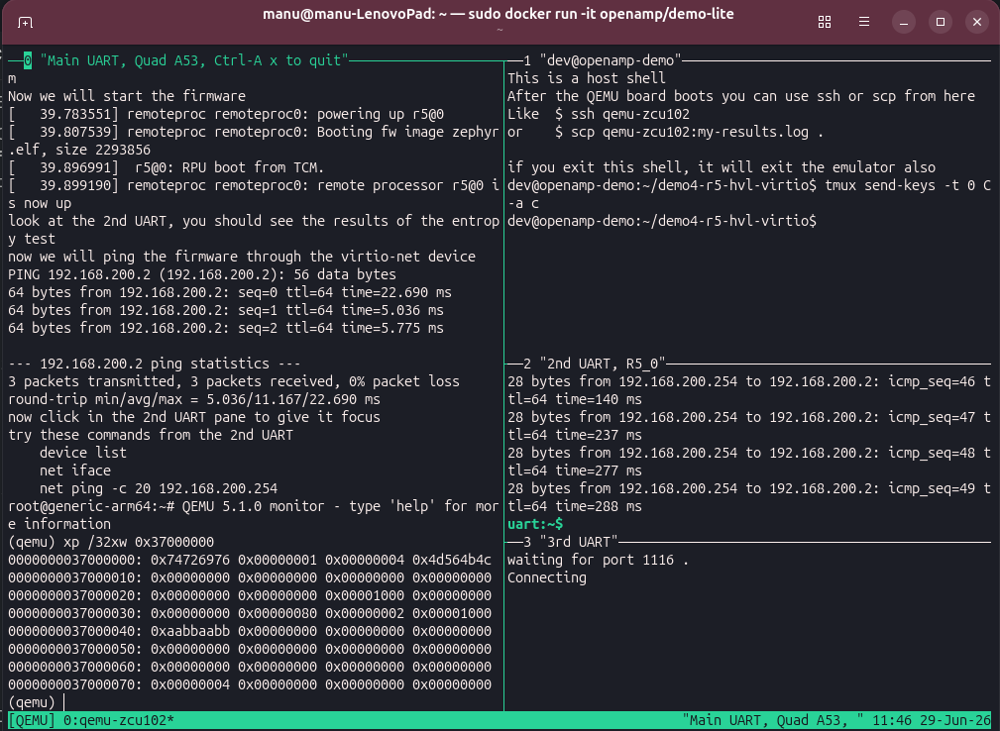 manu@manu-LenovoPad: ~ — sudo docker run -it openamp/demo-lite
~
0 "Main UART, Quad A53, Ctrl-A x to quit"
m
Now we will start the firmware
[   39.783551] remoteproc remoteproc0: powering up r5@0
[   39.807539] remoteproc remoteproc0: Booting fw image zephyr
.elf, size 2293856
[   39.896991]  r5@0: RPU boot from TCM.
[   39.899190] remoteproc remoteproc0: remote processor r5@0 i
s now up
look at the 2nd UART, you should see the results of the entrop
y test
now we will ping the firmware through the virtio-net device
PING 192.168.200.2 (192.168.200.2): 56 data bytes
64 bytes from 192.168.200.2: seq=0 ttl=64 time=22.690 ms
64 bytes from 192.168.200.2: seq=1 ttl=64 time=5.036 ms
64 bytes from 192.168.200.2: seq=2 ttl=64 time=5.775 ms

--- 192.168.200.2 ping statistics ---
3 packets transmitted, 3 packets received, 0% packet loss
round-trip min/avg/max = 5.036/11.167/22.690 ms
now click in the 2nd UART pane to give it focus
try these commands from the 2nd UART
    device list
    net iface
    net ping -c 20 192.168.200.254
root@generic-arm64:~# QEMU 5.1.0 monitor - type 'help' for mor
e information
(qemu) xp /32xw 0x37000000
0000000037000000: 0x74726976 0x00000001 0x00000004 0x4d564b4c
0000000037000010: 0x00000000 0x00000000 0x00000000 0x00000000
0000000037000020: 0x00000000 0x00000000 0x00001000 0x00000000
0000000037000030: 0x00000000 0x00000080 0x00000002 0x00001000
0000000037000040: 0xaabbaabb 0x00000000 0x00000000 0x00000000
0000000037000050: 0x00000000 0x00000000 0x00000000 0x00000000
0000000037000060: 0x00000000 0x00000000 0x00000000 0x00000000
0000000037000070: 0x00000004 0x00000000 0x00000000 0x00000000
(qemu)
1 "dev@openamp-demo"
This is a host shell
After the QEMU board boots you can use ssh or scp from here
Like  $ ssh qemu-zcu102
or    $ scp qemu-zcu102:my-results.log .

if you exit this shell, it will exit the emulator also
dev@openamp-demo:~/demo4-r5-hvl-virtio$ tmux send-keys -t 0 C
-a c
dev@openamp-demo:~/demo4-r5-hvl-virtio$
2 "2nd UART, R5_0"
28 bytes from 192.168.200.254 to 192.168.200.2: icmp_seq=46 t
tl=64 time=140 ms
28 bytes from 192.168.200.254 to 192.168.200.2: icmp_seq=47 t
tl=64 time=237 ms
28 bytes from 192.168.200.254 to 192.168.200.2: icmp_seq=48 t
tl=64 time=277 ms
28 bytes from 192.168.200.254 to 192.168.200.2: icmp_seq=49 t
tl=64 time=288 ms
uart:~$
3 "3rd UART"
waiting for port 1116 .
Connecting
[QEMU] 0:qemu-zcu102* "Main UART, Quad A53, " 11:46 29-Jun-26